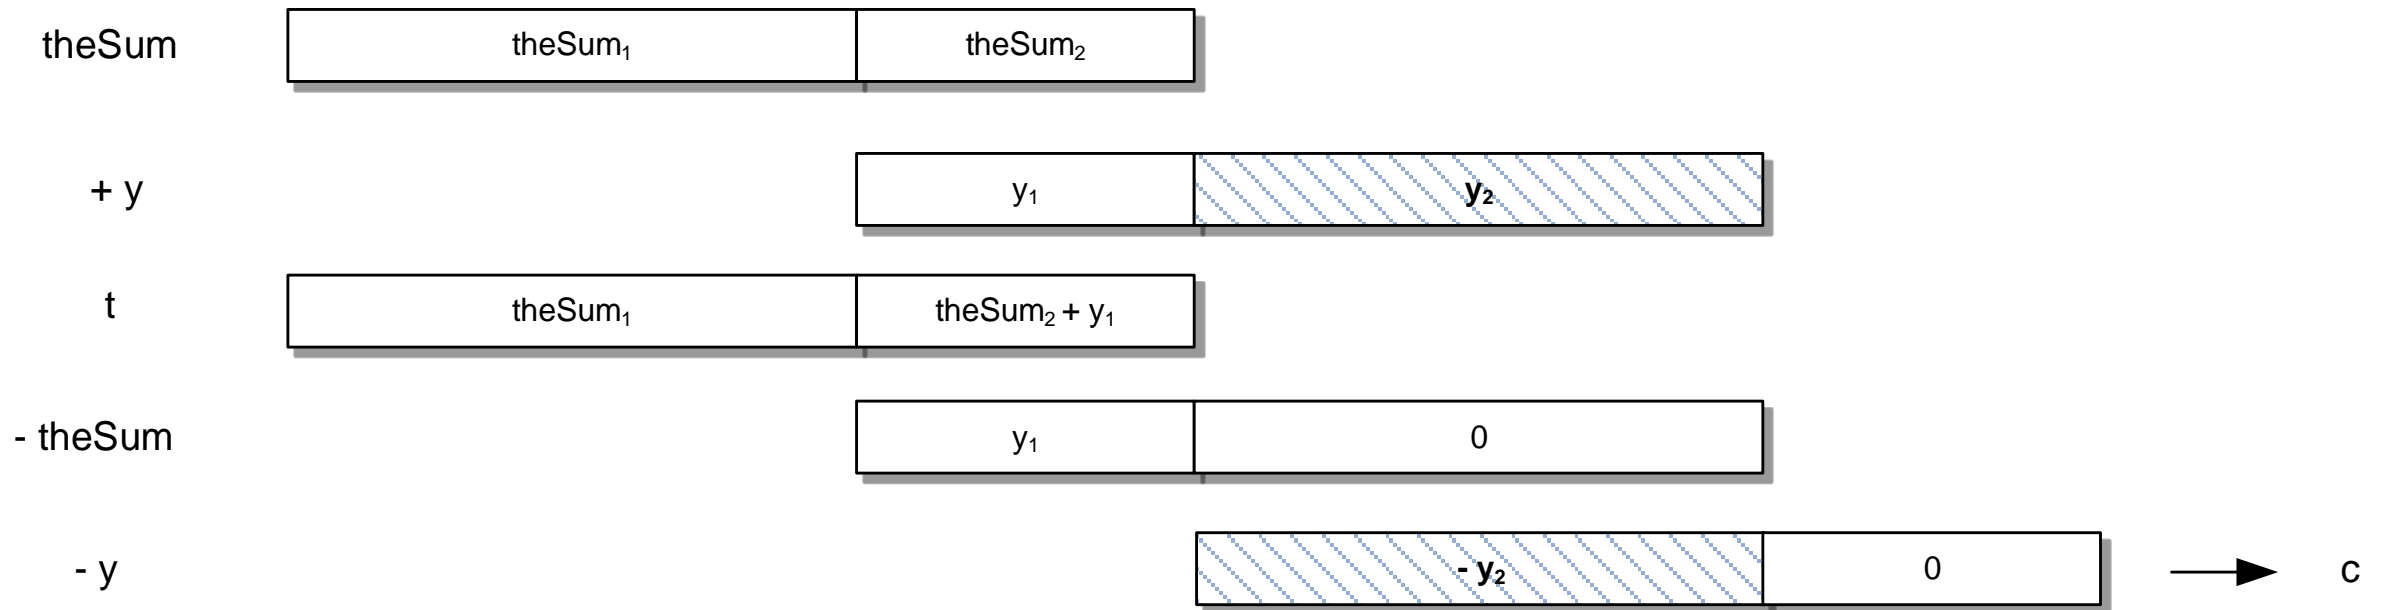 theSum theSum₁ theSum₂
+ y y₁ y₂
t theSum₁ theSum₂ + y₁
- theSum y₁ 0
- y - y₂ 0 c